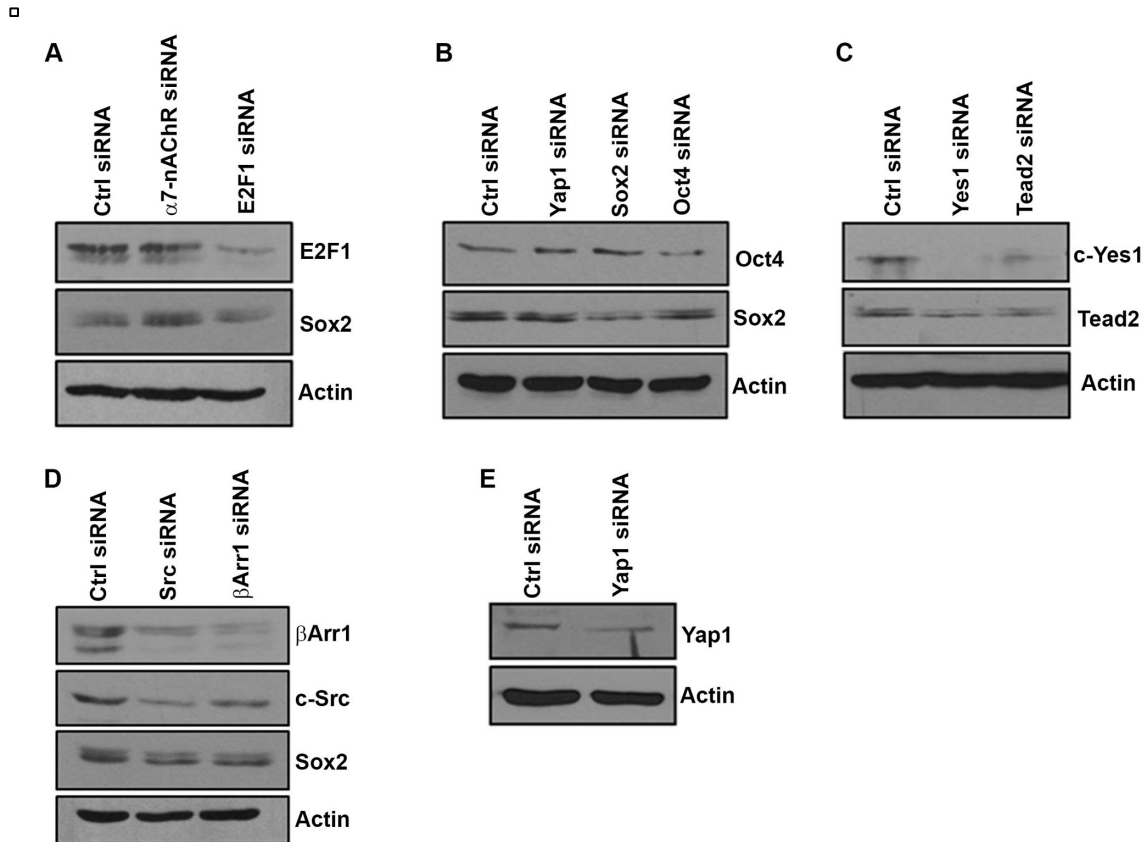 A
Ctrl siRNA
α7-nAChR siRNA
E2F1 siRNA
E2F1
Sox2
Actin
B
Ctrl siRNA
Yap1 siRNA
Sox2 siRNA
Oct4 siRNA
Oct4
Sox2
Actin
C
Ctrl siRNA
Yes1 siRNA
Tead2 siRNA
c-Yes1
Tead2
Actin
D
Ctrl siRNA
Src siRNA
βArr1 siRNA
βArr1
c-Src
Sox2
Actin
E
Ctrl siRNA
Yap1 siRNA
Yap1
Actin